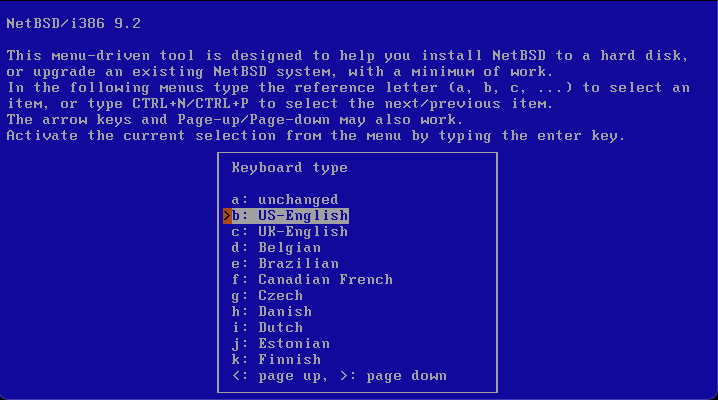 NetBSD/i386 9.2
This menu-driven tool is designed to help you install NetBSD to a hard disk,
or upgrade an existing NetBSD system, with a minimum of work.
In the following menus type the reference letter (a, b, c, ...) to select an
item, or type CTRL+N/CTRL+P to select the next/previous item.
The arrow keys and Page-up/Page-down may also work.
Activate the current selection from the menu by typing the enter key.
Keyboard type
a: unchanged
>b: US-English
c: UK-English
d: Belgian
e: Brazilian
f: Canadian French
g: Czech
h: Danish
i: Dutch
j: Estonian
k: Finnish
<: page up, >: page down